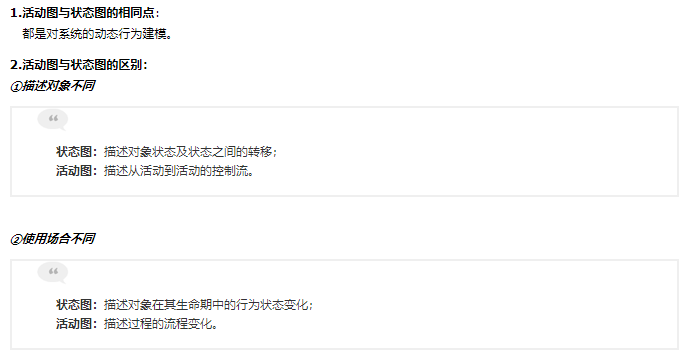 1.活动图与状态图的相同点：
都是对系统的动态行为建模。
2.活动图与状态图的区别：
①描述对象不同
状态图：描述对象状态及状态之间的转移；
活动图：描述从活动到活动的控制流。
②使用场合不同
状态图：描述对象在其生命期中的行为状态变化；
活动图：描述过程的流程变化。